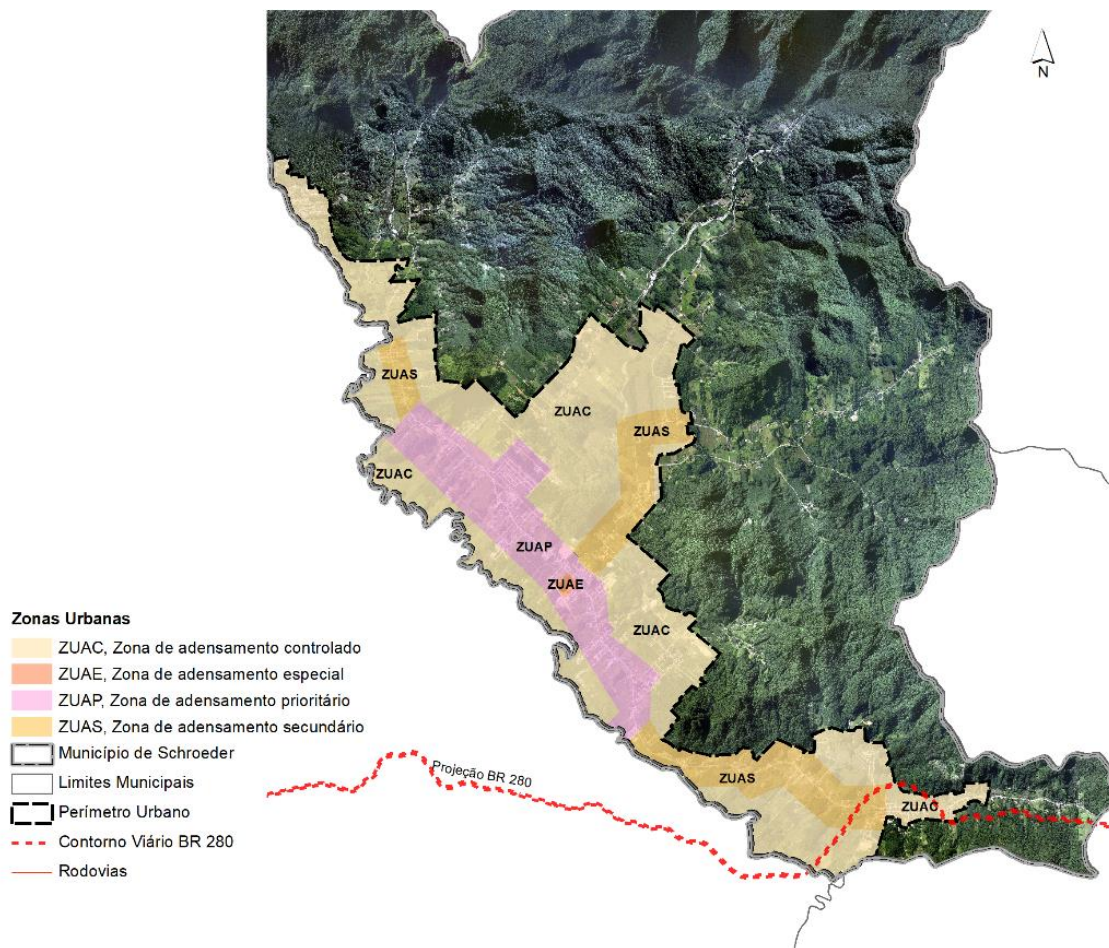 N
ZUAS
ZUAC
ZUAS
ZUAC
ZUAP
ZUAE
ZUAC
Zonas Urbanas
ZUAC, Zona de adensamento controlado
ZUAE, Zona de adensamento especial
ZUAP, Zona de adensamento prioritário
ZUAS, Zona de adensamento secundário
Município de Schroeder
Limites Municipais
Perímetro Urbano
Contorno Viário BR 280
Rodovias
Projeção BR 280
ZUAS
ZUAC